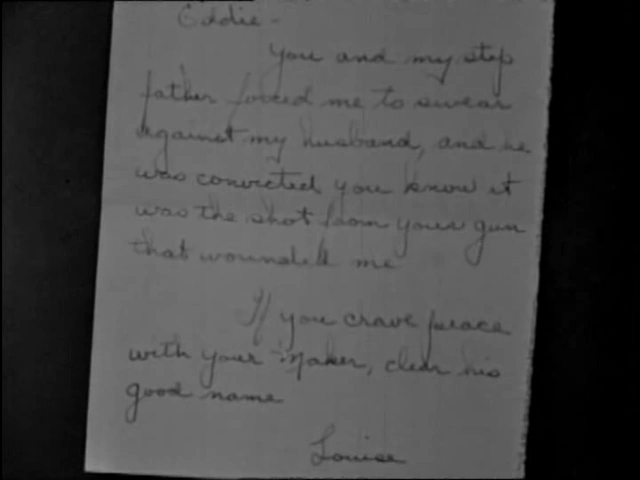 Eddie -
You and my step
father forced me to swear
against my husband, and he
was convicted you know it
was the shot from your gun
that wounded me
If you crave peace
with your Maker, clear his
good name
Louise